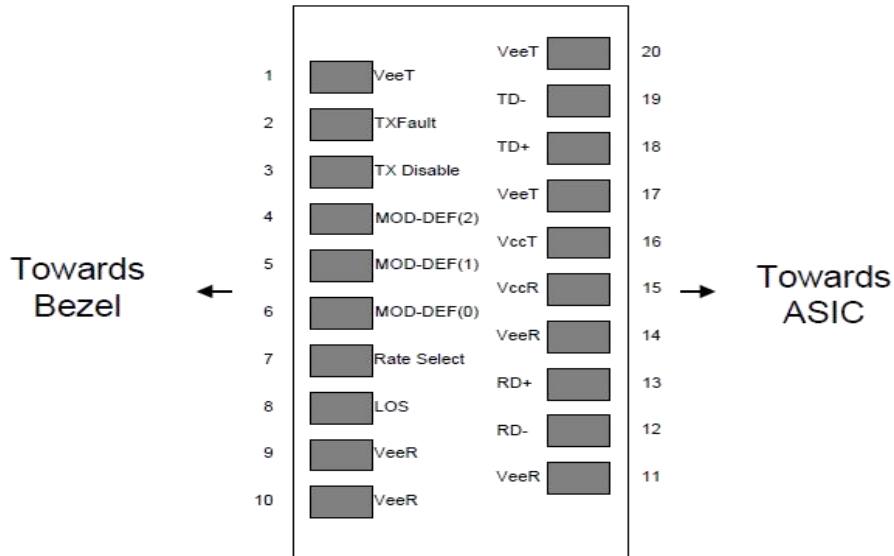 Towards
Bezel
1 VeeT
2 TXFault
3 TX Disable
4 MOD-DEF(2)
5 MOD-DEF(1)
6 MOD-DEF(0)
7 Rate Select
8 LOS
9 VeeR
10 VeeR
VeeT 20
TD- 19
TD+ 18
VeeT 17
VccT 16
VccR 15
VeeR 14
RD+ 13
RD- 12
VeeR 11
Towards
ASIC